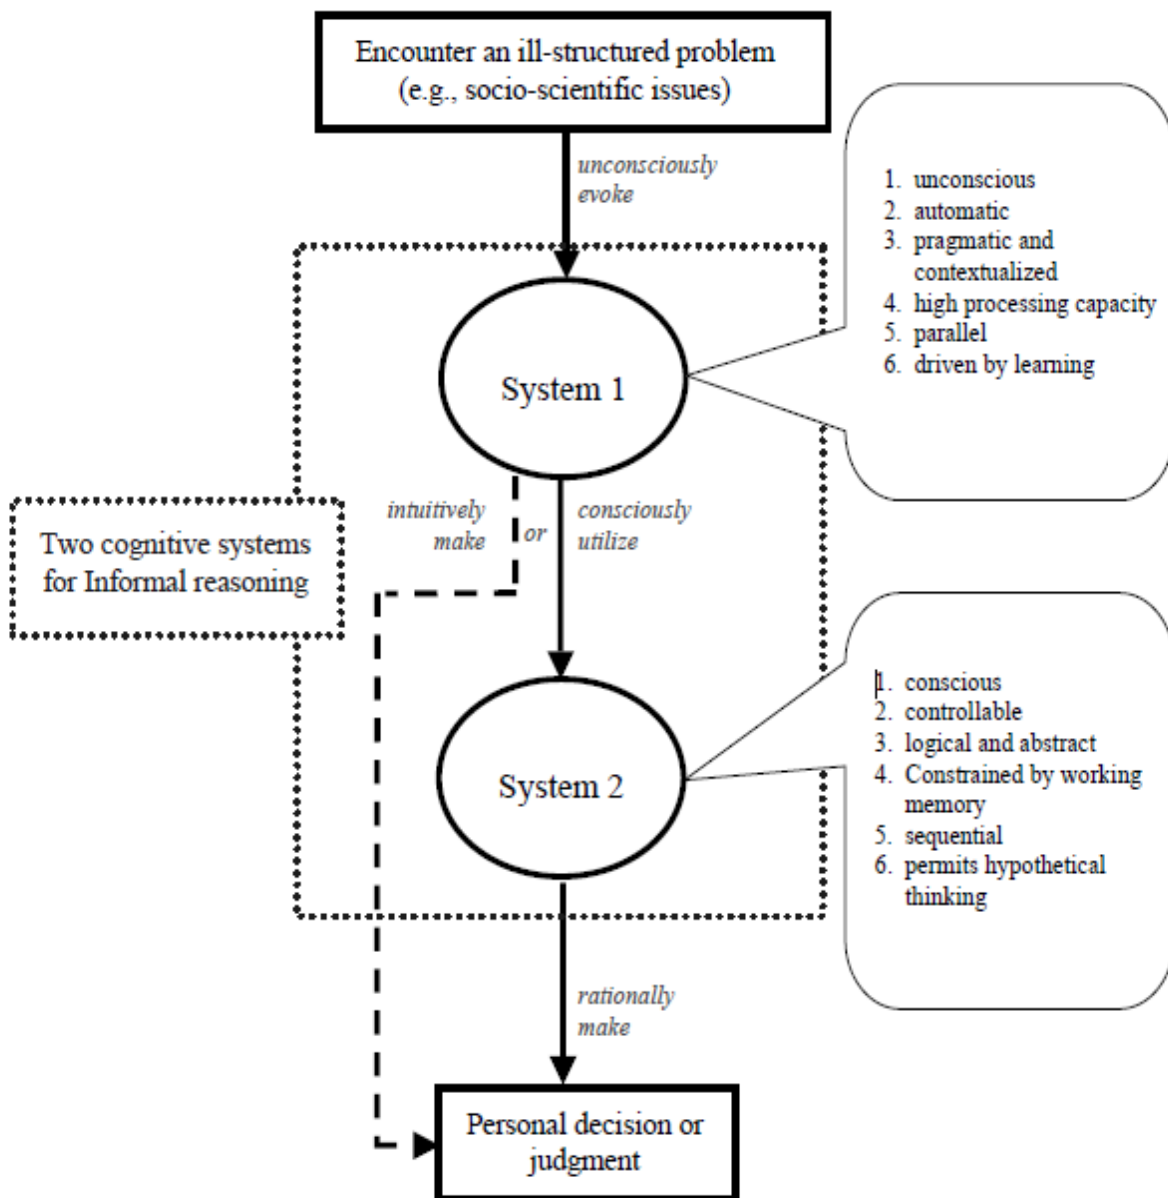 Encounter an ill-structured problem
(e.g., socio-scientific issues)
unconsciously
evoke
1. unconscious
2. automatic
3. pragmatic and
contextualized
4. high processing capacity
5. parallel
6. driven by learning
System 1
intuitively
make
or
consciously
utilize
Two cognitive systems
for Informal reasoning
1. conscious
2. controllable
3. logical and abstract
4. Constrained by working
memory
5. sequential
6. permits hypothetical
thinking
System 2
rationally
make
Personal decision or
judgment